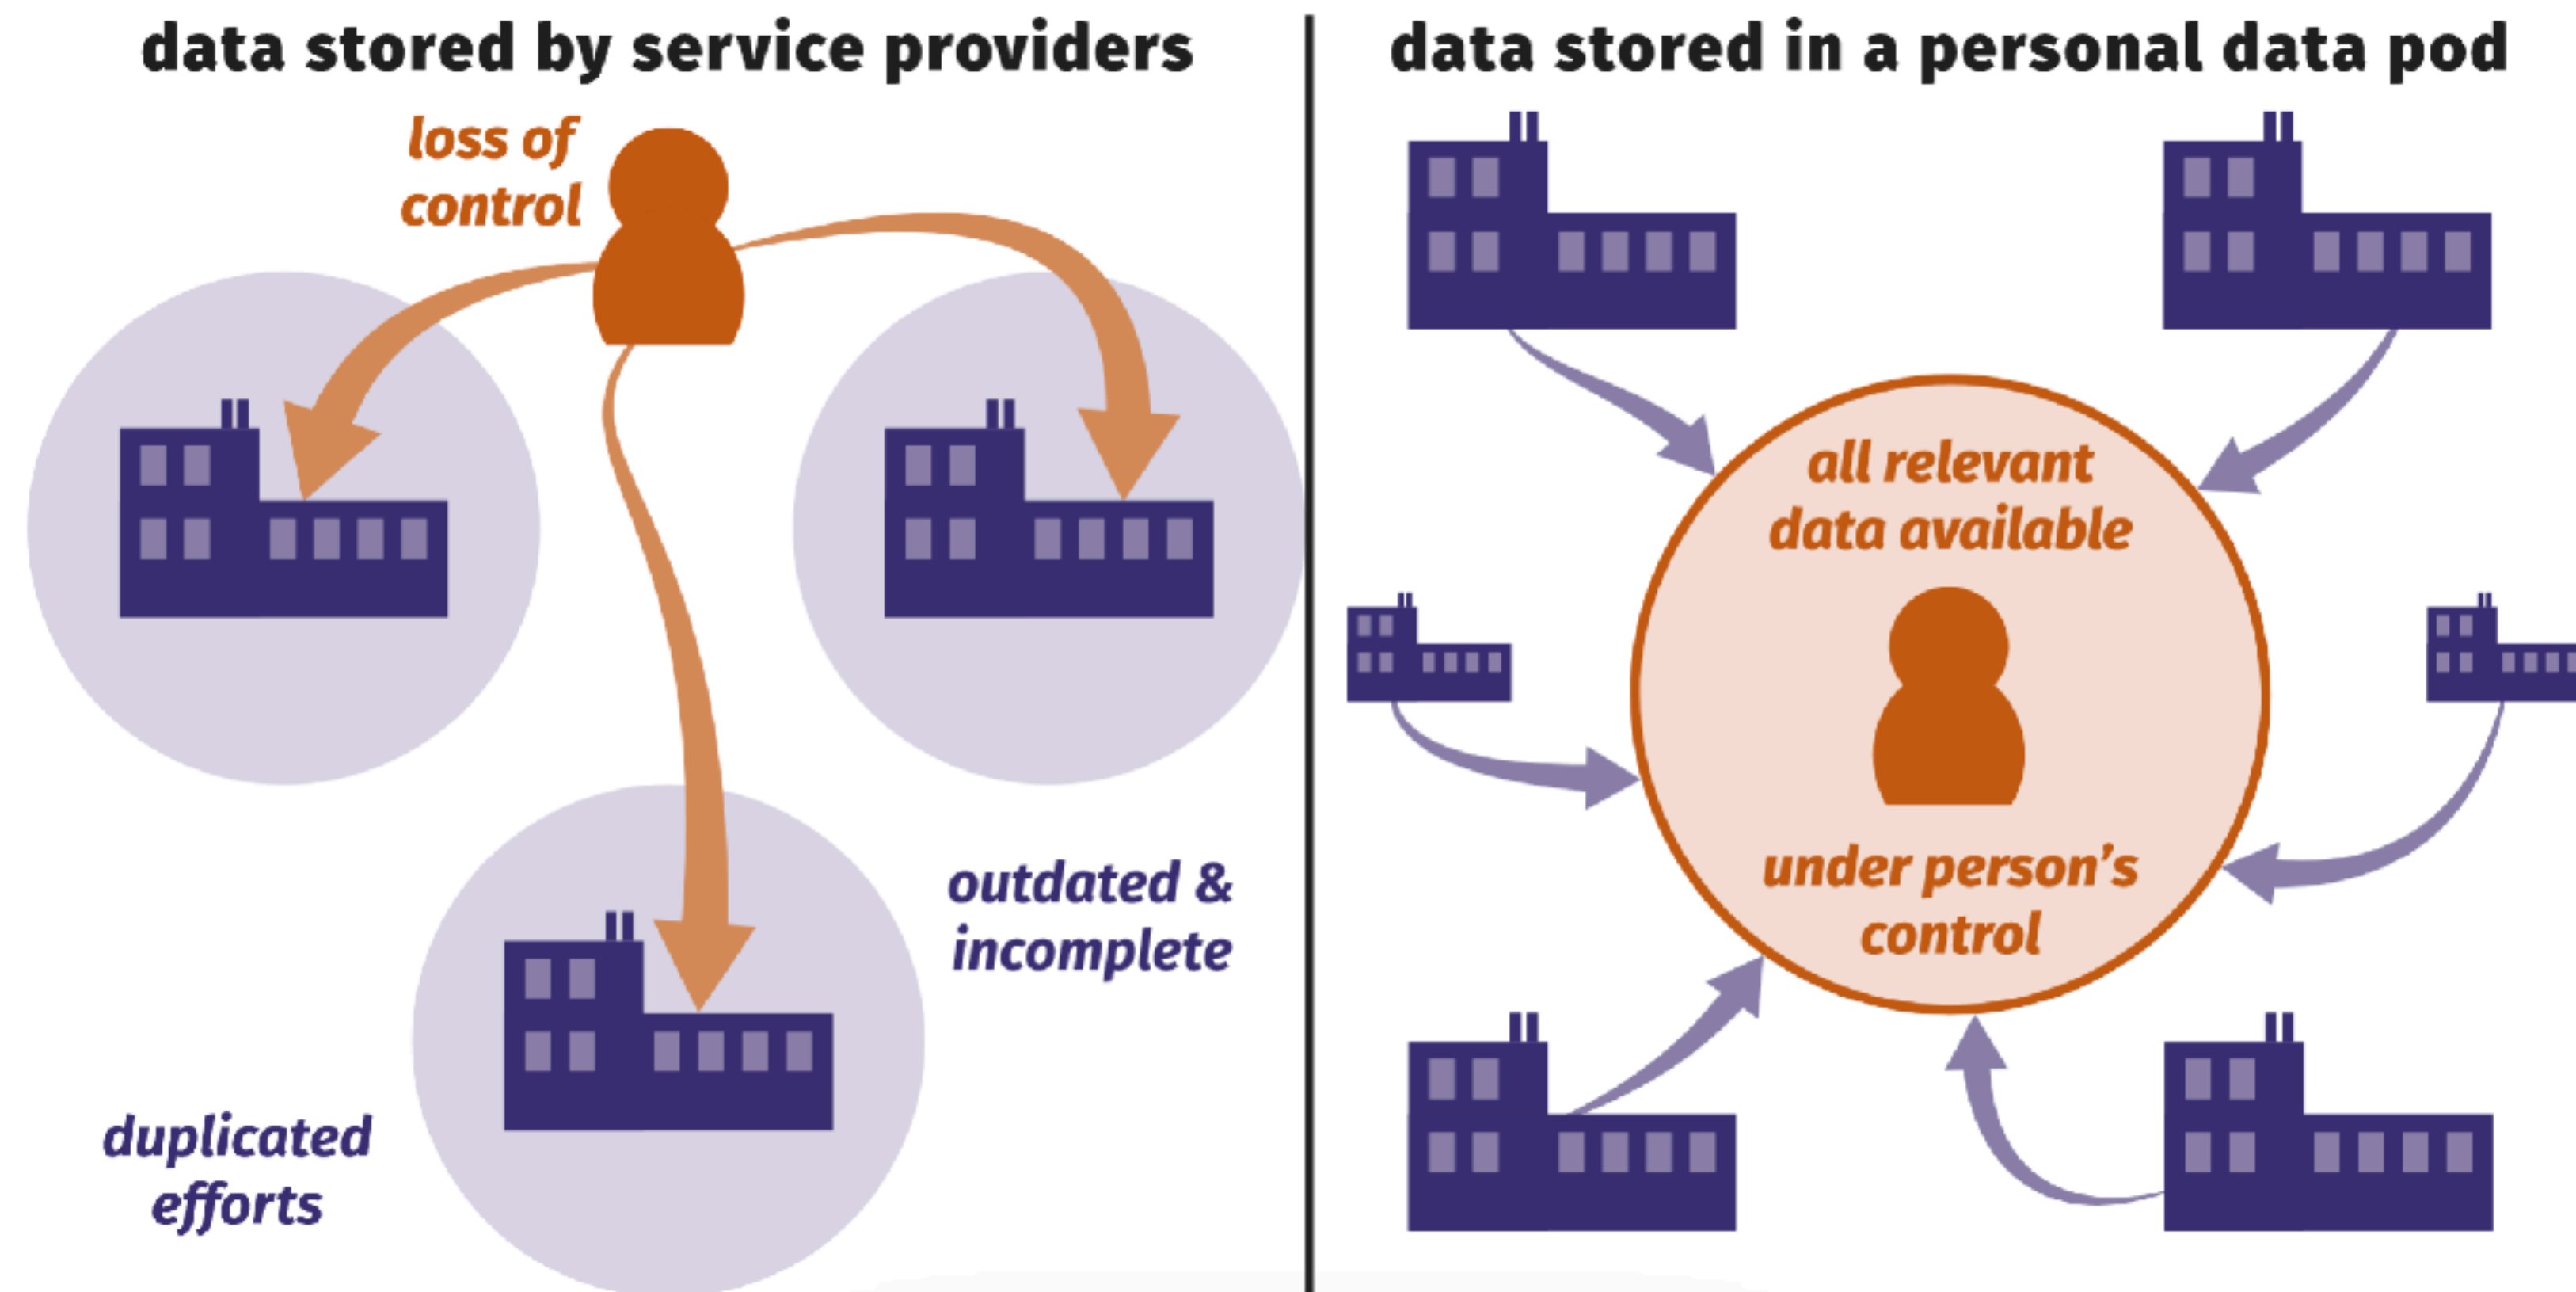 data stored by service providers
loss of
control
outdated &
incomplete
duplicated
efforts
data stored in a personal data pod
all relevant
data available
under person’s
control